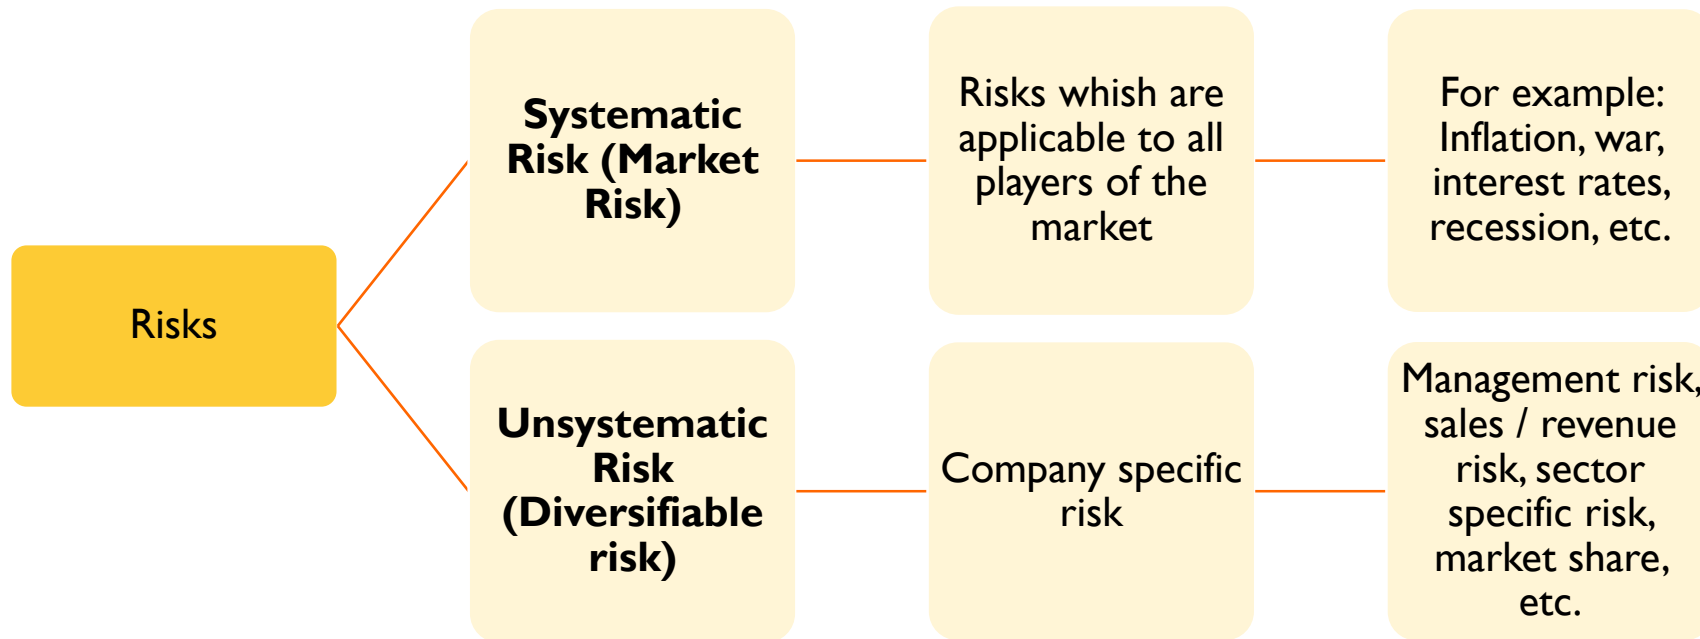 Risks
Systematic
Risk (Market
Risk)
Risks whish are
applicable to all
players of the
market
For example:
Inflation, war,
interest rates,
recession, etc.
Unsystematic
Risk
(Diversifiable
risk)
Company specific
risk
Management risk,
sales / revenue
risk, sector
specific risk,
market share,
etc.